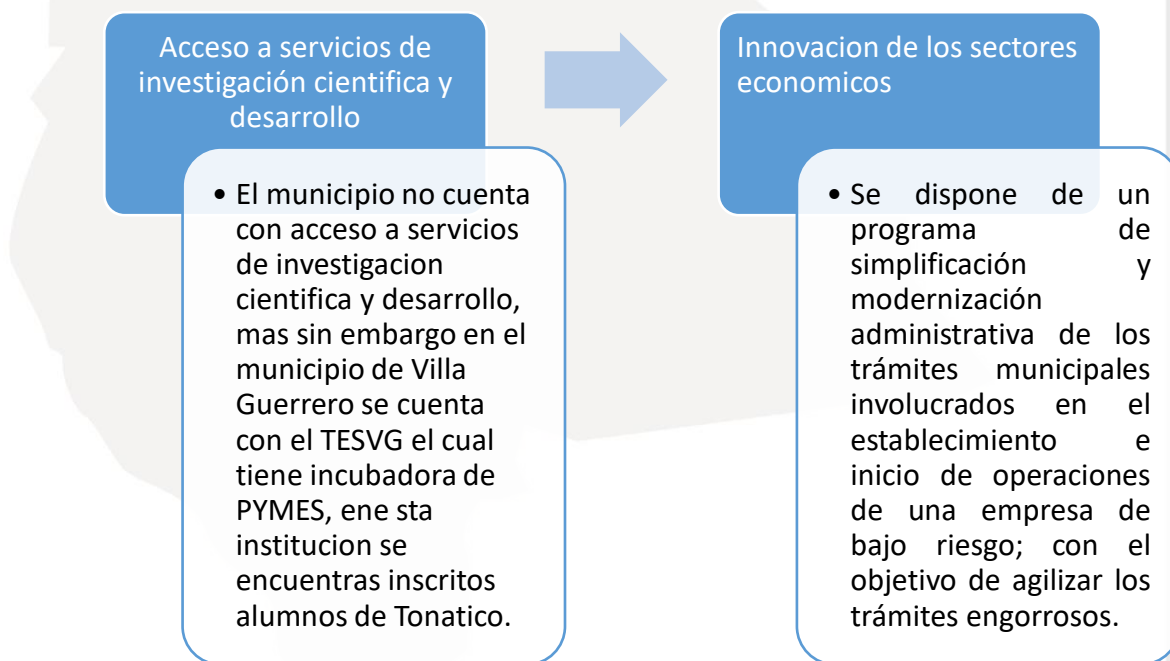 Acceso a servicios de
investigación cientifica y
desarrollo
• El municipio no cuenta
con acceso a servicios
de investigacion
cientifica y desarrollo,
mas sin embargo en el
municipio de Villa
Guerrero se cuenta
con el TESVG el cual
tiene incubadora de
PYMES, ene sta
institucion se
encuentras inscritos
alumnos de Tonatico.
Innovacion de los sectores
economicos
• Se dispone de un
programa de
simplificación y
modernización
administrativa de los
trámites municipales
involucrados en el
establecimiento e
inicio de operaciones
de una empresa de
bajo riesgo; con el
objetivo de agilizar los
trámites engorrosos.